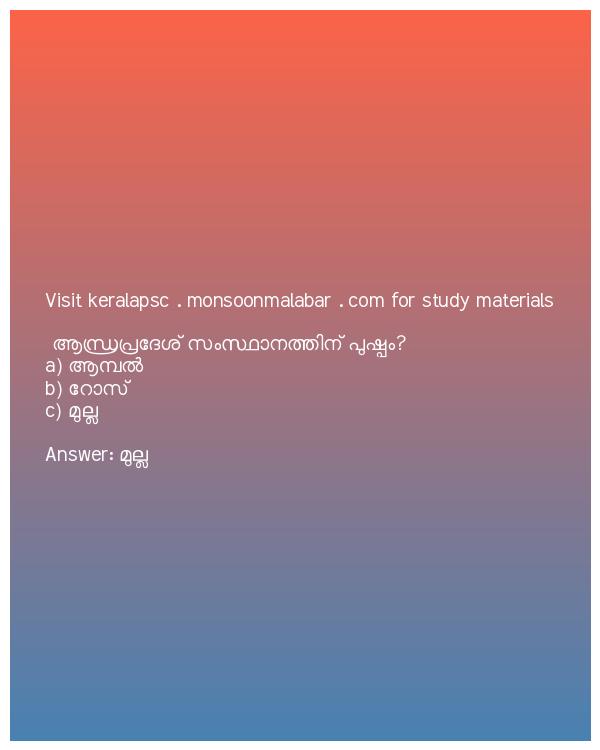 Visit keralapsc . monsoonmalabar . com for study materials
ആന്ധ്രപ്രദേശ് സംസ്ഥാനത്തിന് പുഷ്പം?
a) ആമ്പൽ
b) റോസ്
c) മുല്ല
Answer: മുല്ല